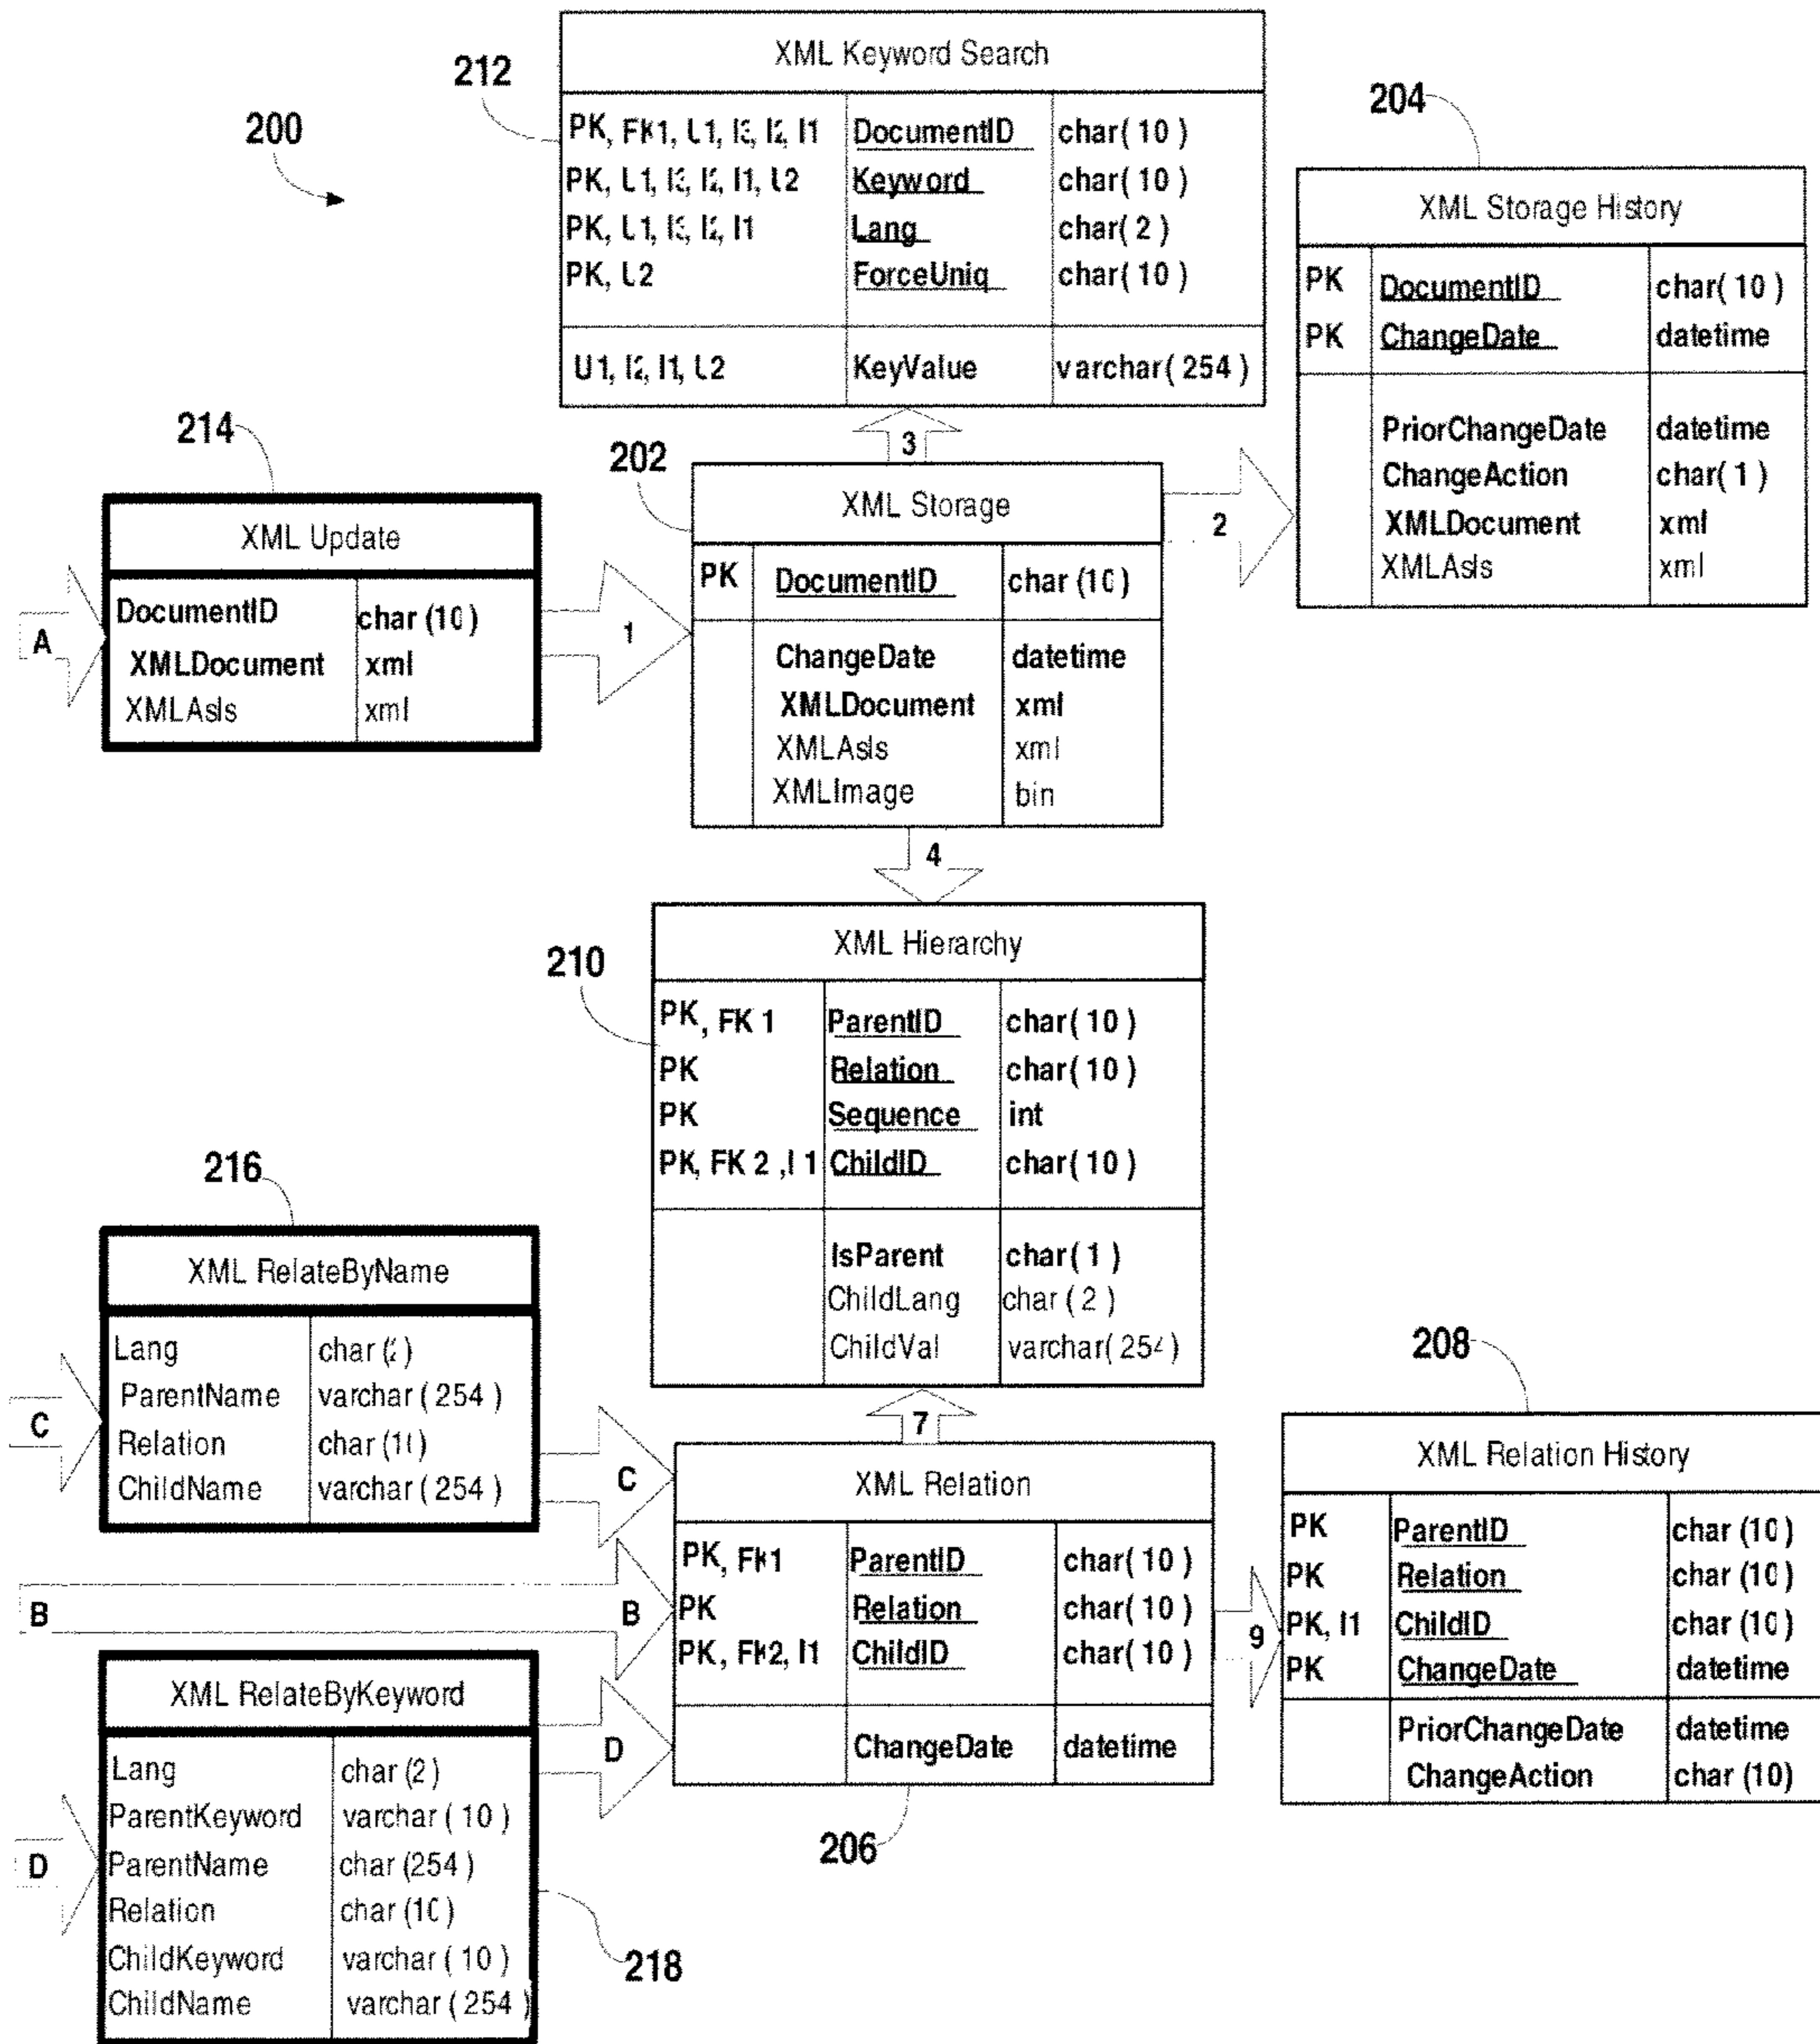 200
212
XML Keyword Search
PK, FK1, U1, I3, I2, I1 DocumentID char( 10 )
PK, U1, I3, I2, I1, U2 Keyword char( 10 )
PK, U1, I3, I2, I1 Lang char( 2 )
PK, U2 ForceUniq char( 10 )
U1, I2, I1, U2 KeyValue varchar( 254 )
204
XML Storage History
PK DocumentID char( 10 )
PK ChangeDate datetime
PriorChangeDate datetime
ChangeAction char( 1 )
XMLDocument xml
XMLAsIs xml
3
2
214
XML Update
DocumentID char (10)
XMLDocument xml
XMLAsIs xml
A
1
202
XML Storage
PK DocumentID char (10)
ChangeDate datetime
XMLDocument xml
XMLAsIs xml
XMLImage bin
4
210
XML Hierarchy
PK, FK 1 ParentID char( 10 )
PK Relation char( 10 )
PK Sequence int
PK, FK 2 ,I 1 ChildID char( 10 )
IsParent char( 1 )
ChildLang char ( 2 )
ChildVal varchar( 254 )
7
216
XML RelateByName
Lang char (2)
ParentName varchar ( 254 )
Relation char (10)
ChildName varchar ( 254 )
C
C
B
B
206
XML Relation
PK, FK1 ParentID char( 10 )
PK Relation char( 10 )
PK, FK2, I1 ChildID char( 10 )
ChangeDate datetime
9
208
XML Relation History
PK ParentID char (10)
PK Relation char (10)
PK, I1 ChildID char (10)
PK ChangeDate datetime
PriorChangeDate datetime
ChangeAction char (10)
218
XML RelateByKeyword
Lang char (2)
ParentKeyword varchar ( 10 )
ParentName char (254 )
Relation char (10)
ChildKeyword varchar ( 10 )
ChildName varchar ( 254 )
D
D